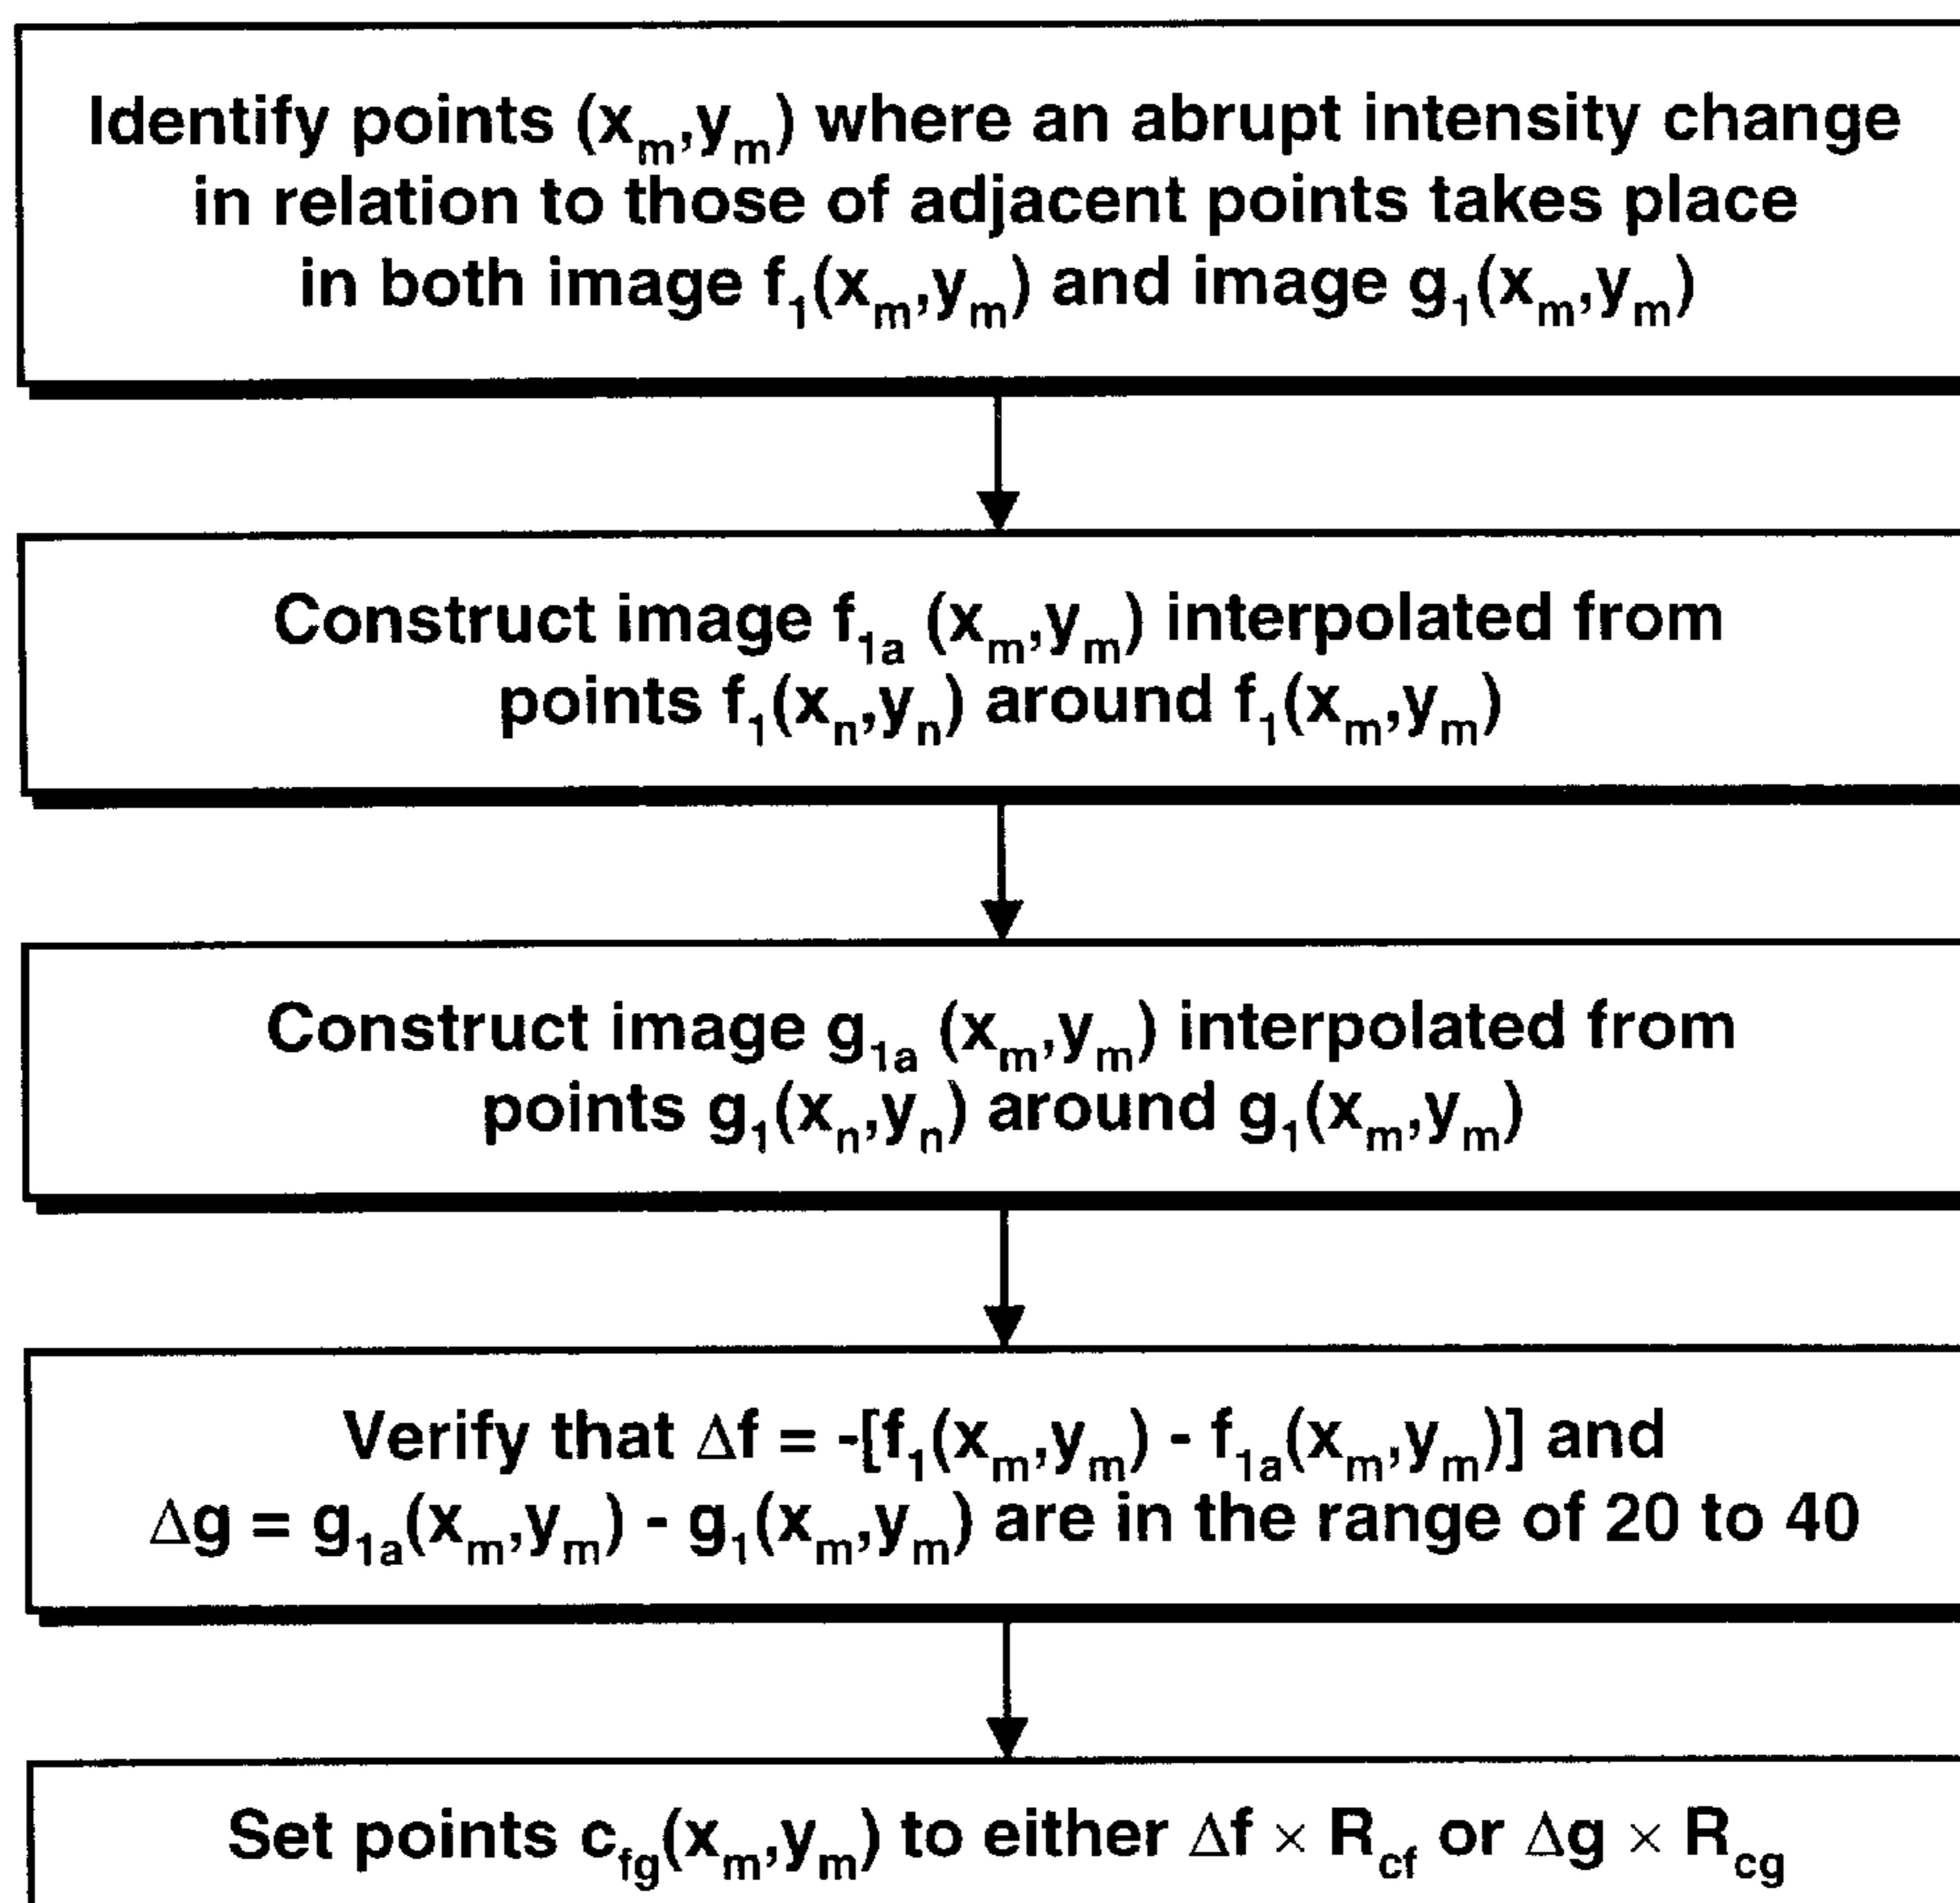 Identify points (xₘ,yₘ) where an abrupt intensity change
in relation to those of adjacent points takes place
in both image f₁(xₘ,yₘ) and image g₁(xₘ,yₘ)
Construct image f₁ₐ (xₘ,yₘ) interpolated from
points f₁(xₙ,yₙ) around f₁(xₘ,yₘ)
Construct image g₁ₐ (xₘ,yₘ) interpolated from
points g₁(xₙ,yₙ) around g₁(xₘ,yₘ)
Verify that Δf = -[f₁(xₘ,yₘ) - f₁ₐ(xₘ,yₘ)] and
Δg = g₁ₐ(xₘ,yₘ) - g₁(xₘ,yₘ) are in the range of 20 to 40
Set points c_fg(xₘ,yₘ) to either Δf × R_cf or Δg × R_cg